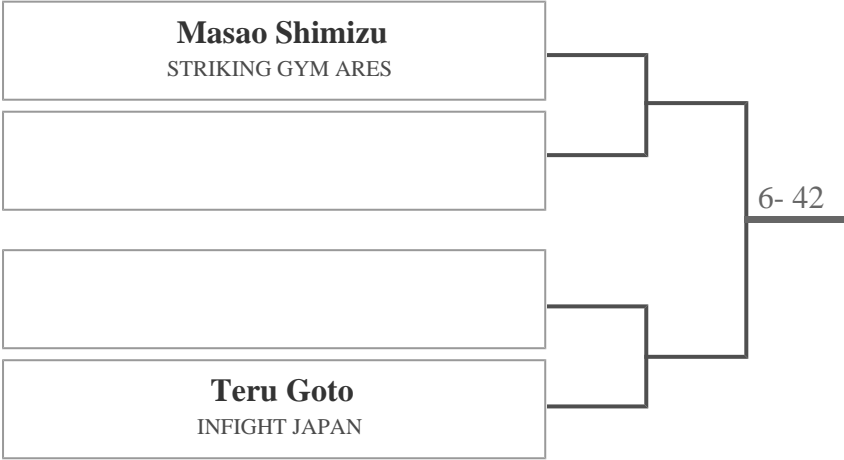 Masao Shimizu
STRIKING GYM ARES
6- 42
Teru Goto
INFIGHT JAPAN